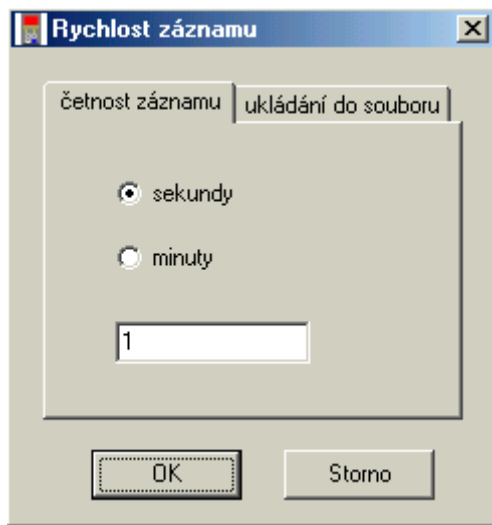 Rychlost záznamu
četnost záznamu
ukládání do souboru
sekundy
minuty
1
OK
Storno